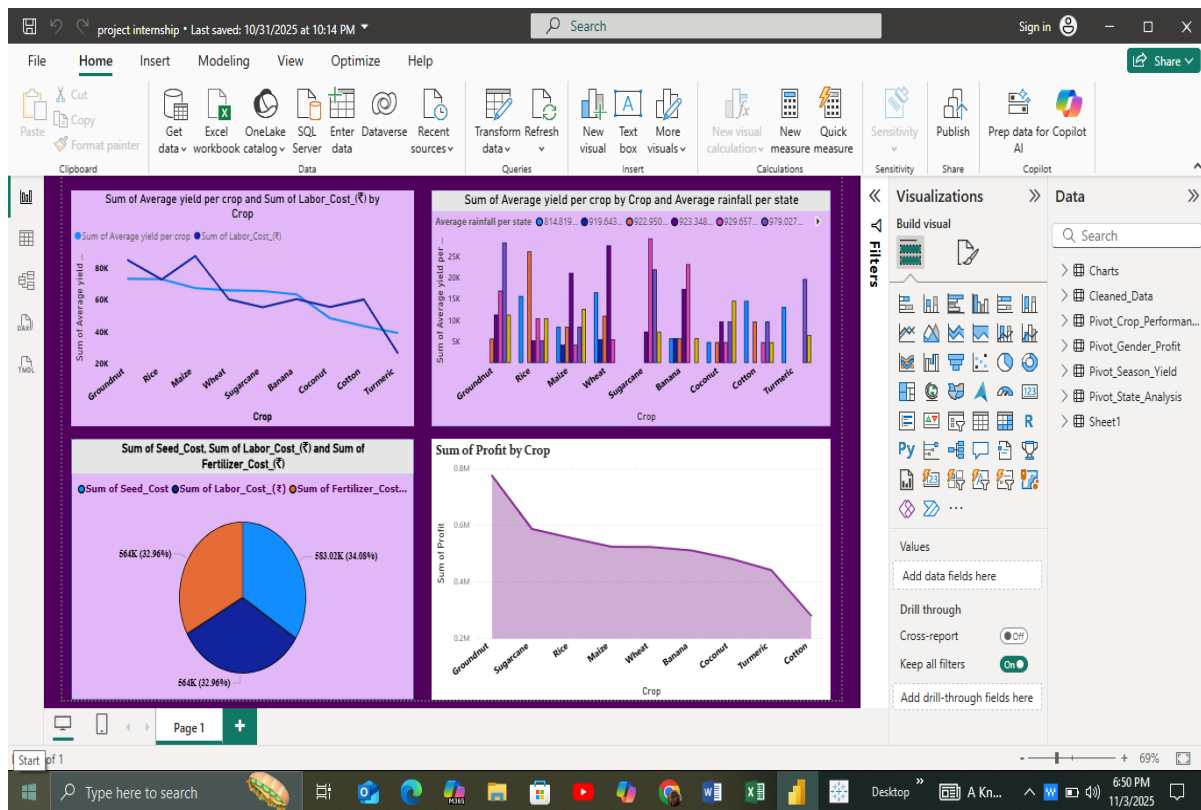 project internship • Last saved: 10/31/2025 at 10:14 PM
Search
Sign in
File Home Insert Modeling View Optimize Help
Share
Paste
Cut
Copy
Format painter
Clipboard
Get data
Excel workbook
OneLake catalog
SQL Server
Enter data
Dataverse
Recent sources
Data
Transform data
Refresh
Queries
New visual
Text box
More visuals
Insert
New visual calculation
New measure
Quick measure
Calculations
Sensitivity
Sensitivity
Publish
Share
Prep data for AI
Copilot
Copilot
DAX
TMDL
Sum of Average yield per crop and Sum of Labor_Cost_(₹) by
Crop
Sum of Average yield per crop Sum of Labor_Cost_(₹)
Sum of Average yield ...
80K
60K
40K
20K
Groundnut Rice Maize Wheat Sugarcane Banana Coconut Cotton Turmeric
Crop
Sum of Average yield per crop by Crop and Average rainfall per state
Average rainfall per state 814.819... 919.643... 922.950... 923.348... 929.657... 979.027...
Sum of Average yield per ...
25K
20K
15K
10K
5K
Groundnut Rice Maize Wheat Sugarcane Banana Coconut Cotton Turmeric
Crop
Sum of Seed_Cost, Sum of Labor_Cost_(₹) and Sum of
Fertilizer_Cost_(₹)
Sum of Seed_Cost Sum of Labor_Cost_(₹) Sum of Fertilizer_Cost...
564K (32.96%)
583.02K (34.08%)
564K (32.96%)
Sum of Profit by Crop
Sum of Profit
0.8M
0.6M
0.4M
0.2M
Groundnut Sugarcane Rice Maize Wheat Banana Coconut Turmeric Cotton
Crop
Filters
Visualizations
Build visual
123
R
Py
123
...
Values
Add data fields here
Drill through
Cross-report
Off
Keep all filters
On
Add drill-through fields here
Data
Search
Charts
Cleaned_Data
Pivot_Crop_Performan...
Pivot_Gender_Profit
Pivot_Season_Yield
Pivot_State_Analysis
Sheet1
Page 1
+
Start
of 1
- + 69%
Type here to search
M365
Desktop
A Kn...
W
6:50 PM
11/3/2025